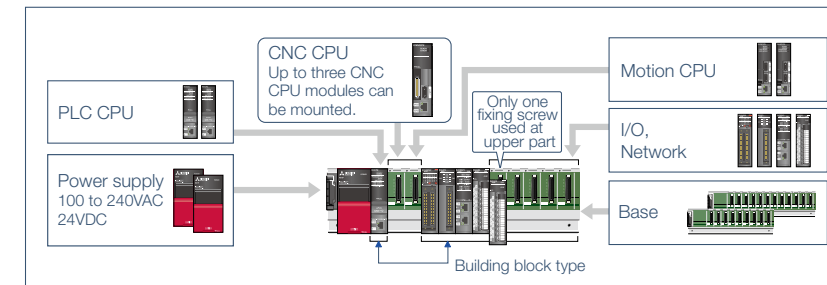 CNC CPU
Up to three CNC
CPU modules can
be mounted.
Motion CPU
PLC CPU
Only one
fixing screw
used at
upper part
I/O,
Network
Power supply
100 to 240VAC
24VDC
Base
Building block type